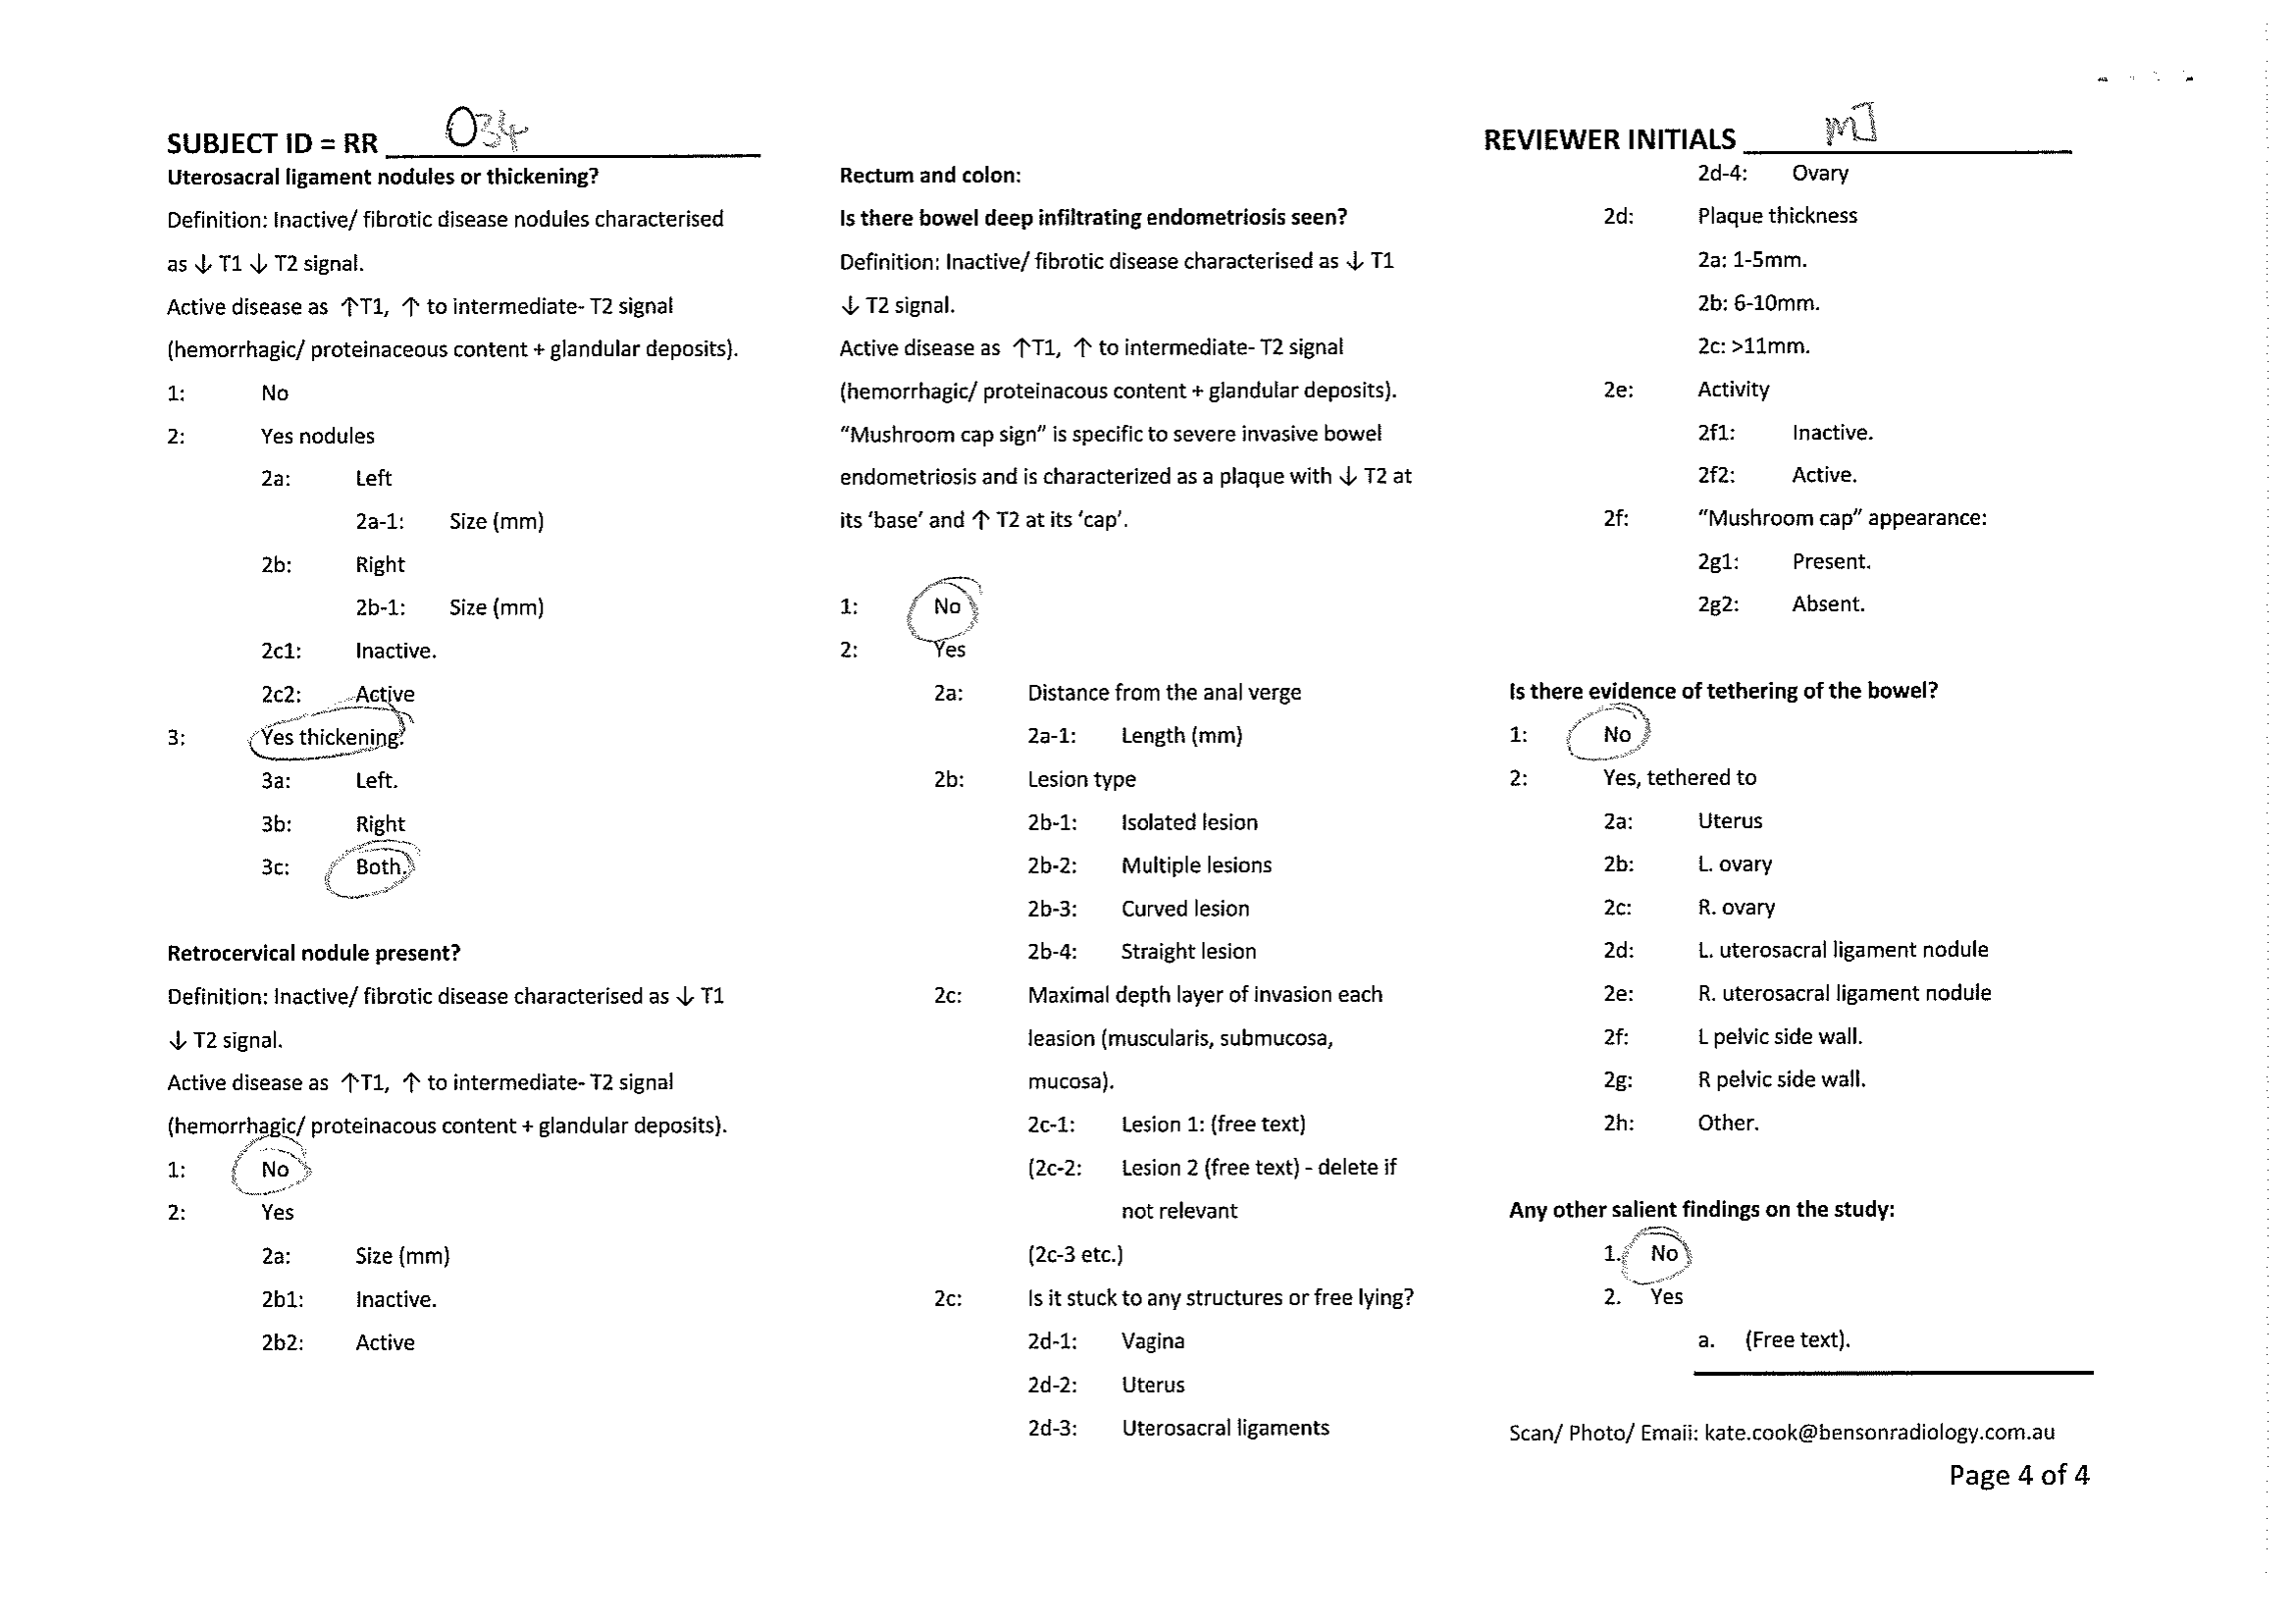 SUBJECT ID = RR 034
Uterosacral ligament nodules or thickening?
Definition: Inactive/ fibrotic disease nodules characterised
as ↓ T1 ↓ T2 signal.
Active disease as ↑T1, ↑ to intermediate- T2 signal
(hemorrhagic/ proteinaceous content + glandular deposits).
1: No
2: Yes nodules
2a: Left
2a-1: Size (mm)
2b: Right
2b-1: Size (mm)
2c1: Inactive.
2c2: Active
3: Yes thickening.
3a: Left.
3b: Right
3c: Both.
Retrocervical nodule present?
Definition: Inactive/ fibrotic disease characterised as ↓ T1
↓ T2 signal.
Active disease as ↑T1, ↑ to intermediate- T2 signal
(hemorrhagic/ proteinacous content + glandular deposits).
1: No
2: Yes
2a: Size (mm)
2b1: Inactive.
2b2: Active
Rectum and colon:
Is there bowel deep infiltrating endometriosis seen?
Definition: Inactive/ fibrotic disease characterised as ↓ T1
↓ T2 signal.
Active disease as ↑T1, ↑ to intermediate- T2 signal
(hemorrhagic/ proteinacous content + glandular deposits).
“Mushroom cap sign” is specific to severe invasive bowel
endometriosis and is characterized as a plaque with ↓ T2 at
its ‘base’ and ↑ T2 at its ‘cap’.
1: No
2: Yes
2a: Distance from the anal verge
2a-1: Length (mm)
2b: Lesion type
2b-1: Isolated lesion
2b-2: Multiple lesions
2b-3: Curved lesion
2b-4: Straight lesion
2c: Maximal depth layer of invasion each
leasion (muscularis, submucosa,
mucosa).
2c-1: Lesion 1: (free text)
(2c-2: Lesion 2 (free text) - delete if
not relevant
(2c-3 etc.)
2c: Is it stuck to any structures or free lying?
2d-1: Vagina
2d-2: Uterus
2d-3: Uterosacral ligaments
REVIEWER INITIALS MJ
2d-4: Ovary
2d: Plaque thickness
2a: 1-5mm.
2b: 6-10mm.
2c: >11mm.
2e: Activity
2f1: Inactive.
2f2: Active.
2f: “Mushroom cap” appearance:
2g1: Present.
2g2: Absent.
Is there evidence of tethering of the bowel?
1: No
2: Yes, tethered to
2a: Uterus
2b: L. ovary
2c: R. ovary
2d: L. uterosacral ligament nodule
2e: R. uterosacral ligament nodule
2f: L pelvic side wall.
2g: R pelvic side wall.
2h: Other.
Any other salient findings on the study:
1. No
2. Yes
a. (Free text).
Scan/ Photo/ Email: kate.cook@bensonradiology.com.au
Page 4 of 4